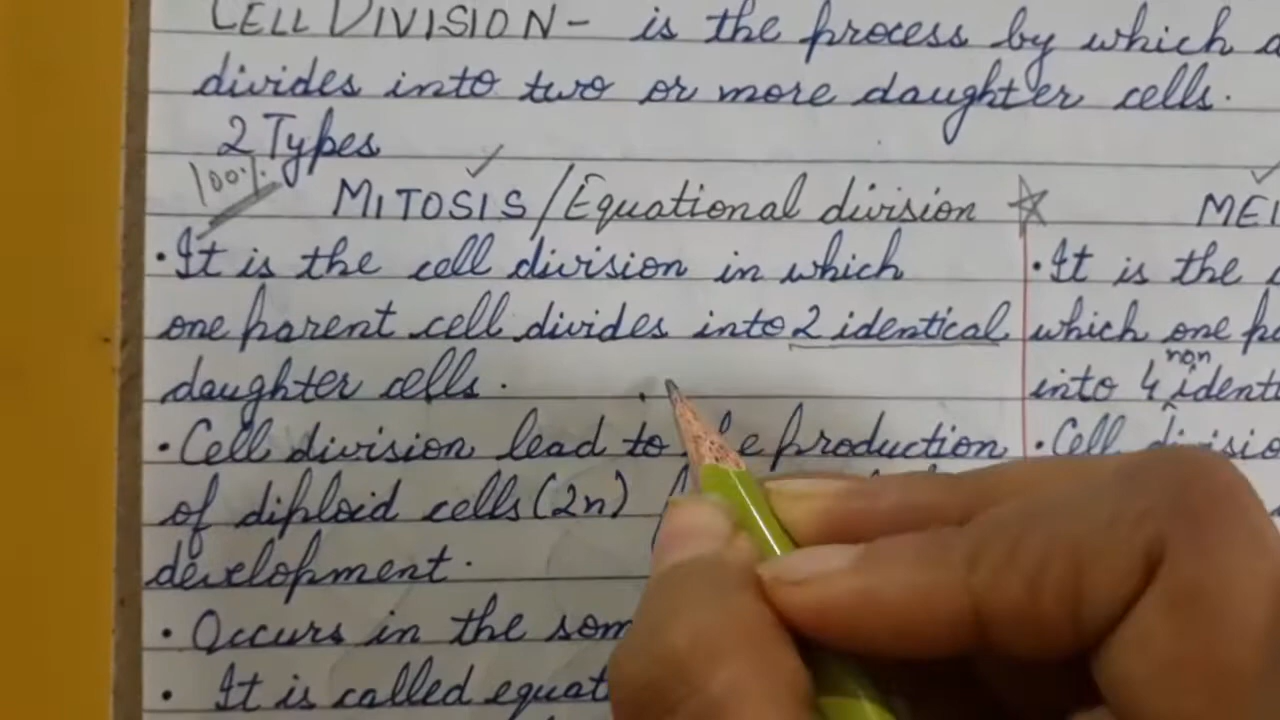 CELL DIVISION - is the process by which a
divides into two or more daughter cells.
2 Types
100%
MITOSIS/Equational division
• It is the cell division in which
one parent cell divides into 2 identical
daughter cells.
• Cell division lead to production
of diploid cells (2n)
development.
• Occurs in the som
• It is called equat
MEI
• It is the
which one
non
into 4 ident
• Cell